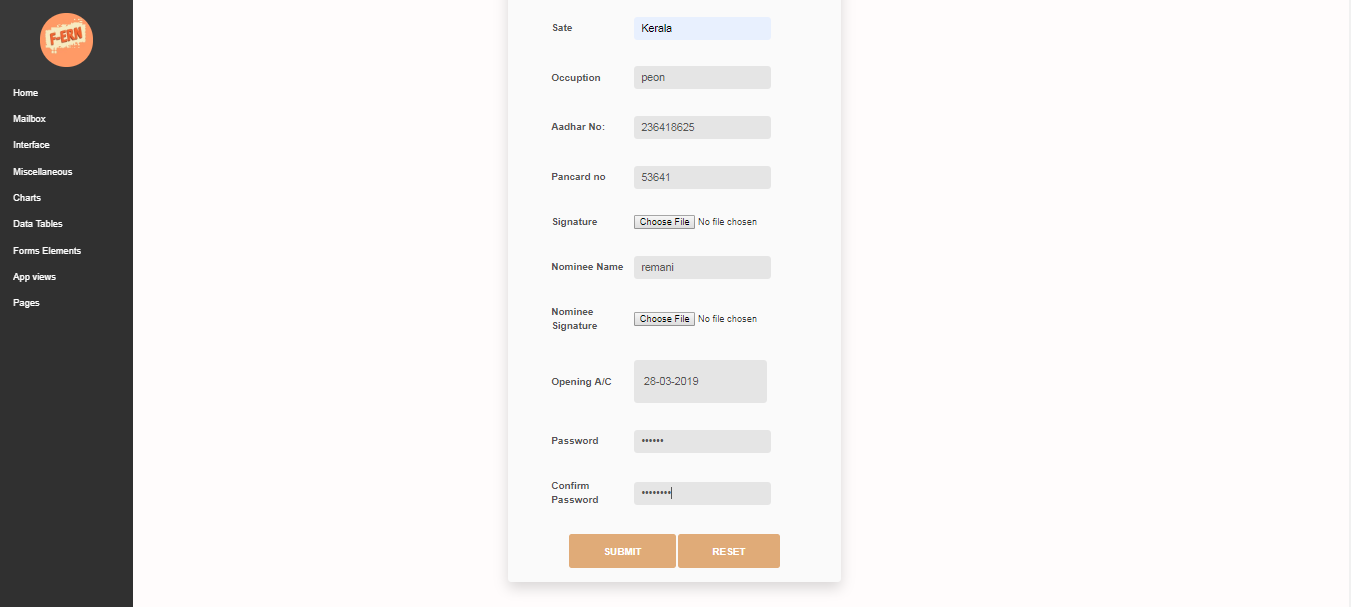 F-ERN
Home
Mailbox
Interface
Miscellaneous
Charts
Data Tables
Forms Elements
App views
Pages
Sate Kerala
Occuption peon
Aadhar No: 236418625
Pancard no 53641
Signature Choose File No file chosen
Nominee Name remani
Nominee
Signature Choose File No file chosen
Opening A/C 28-03-2019
Password ••••••
Confirm
Password ••••••••
SUBMIT RESET